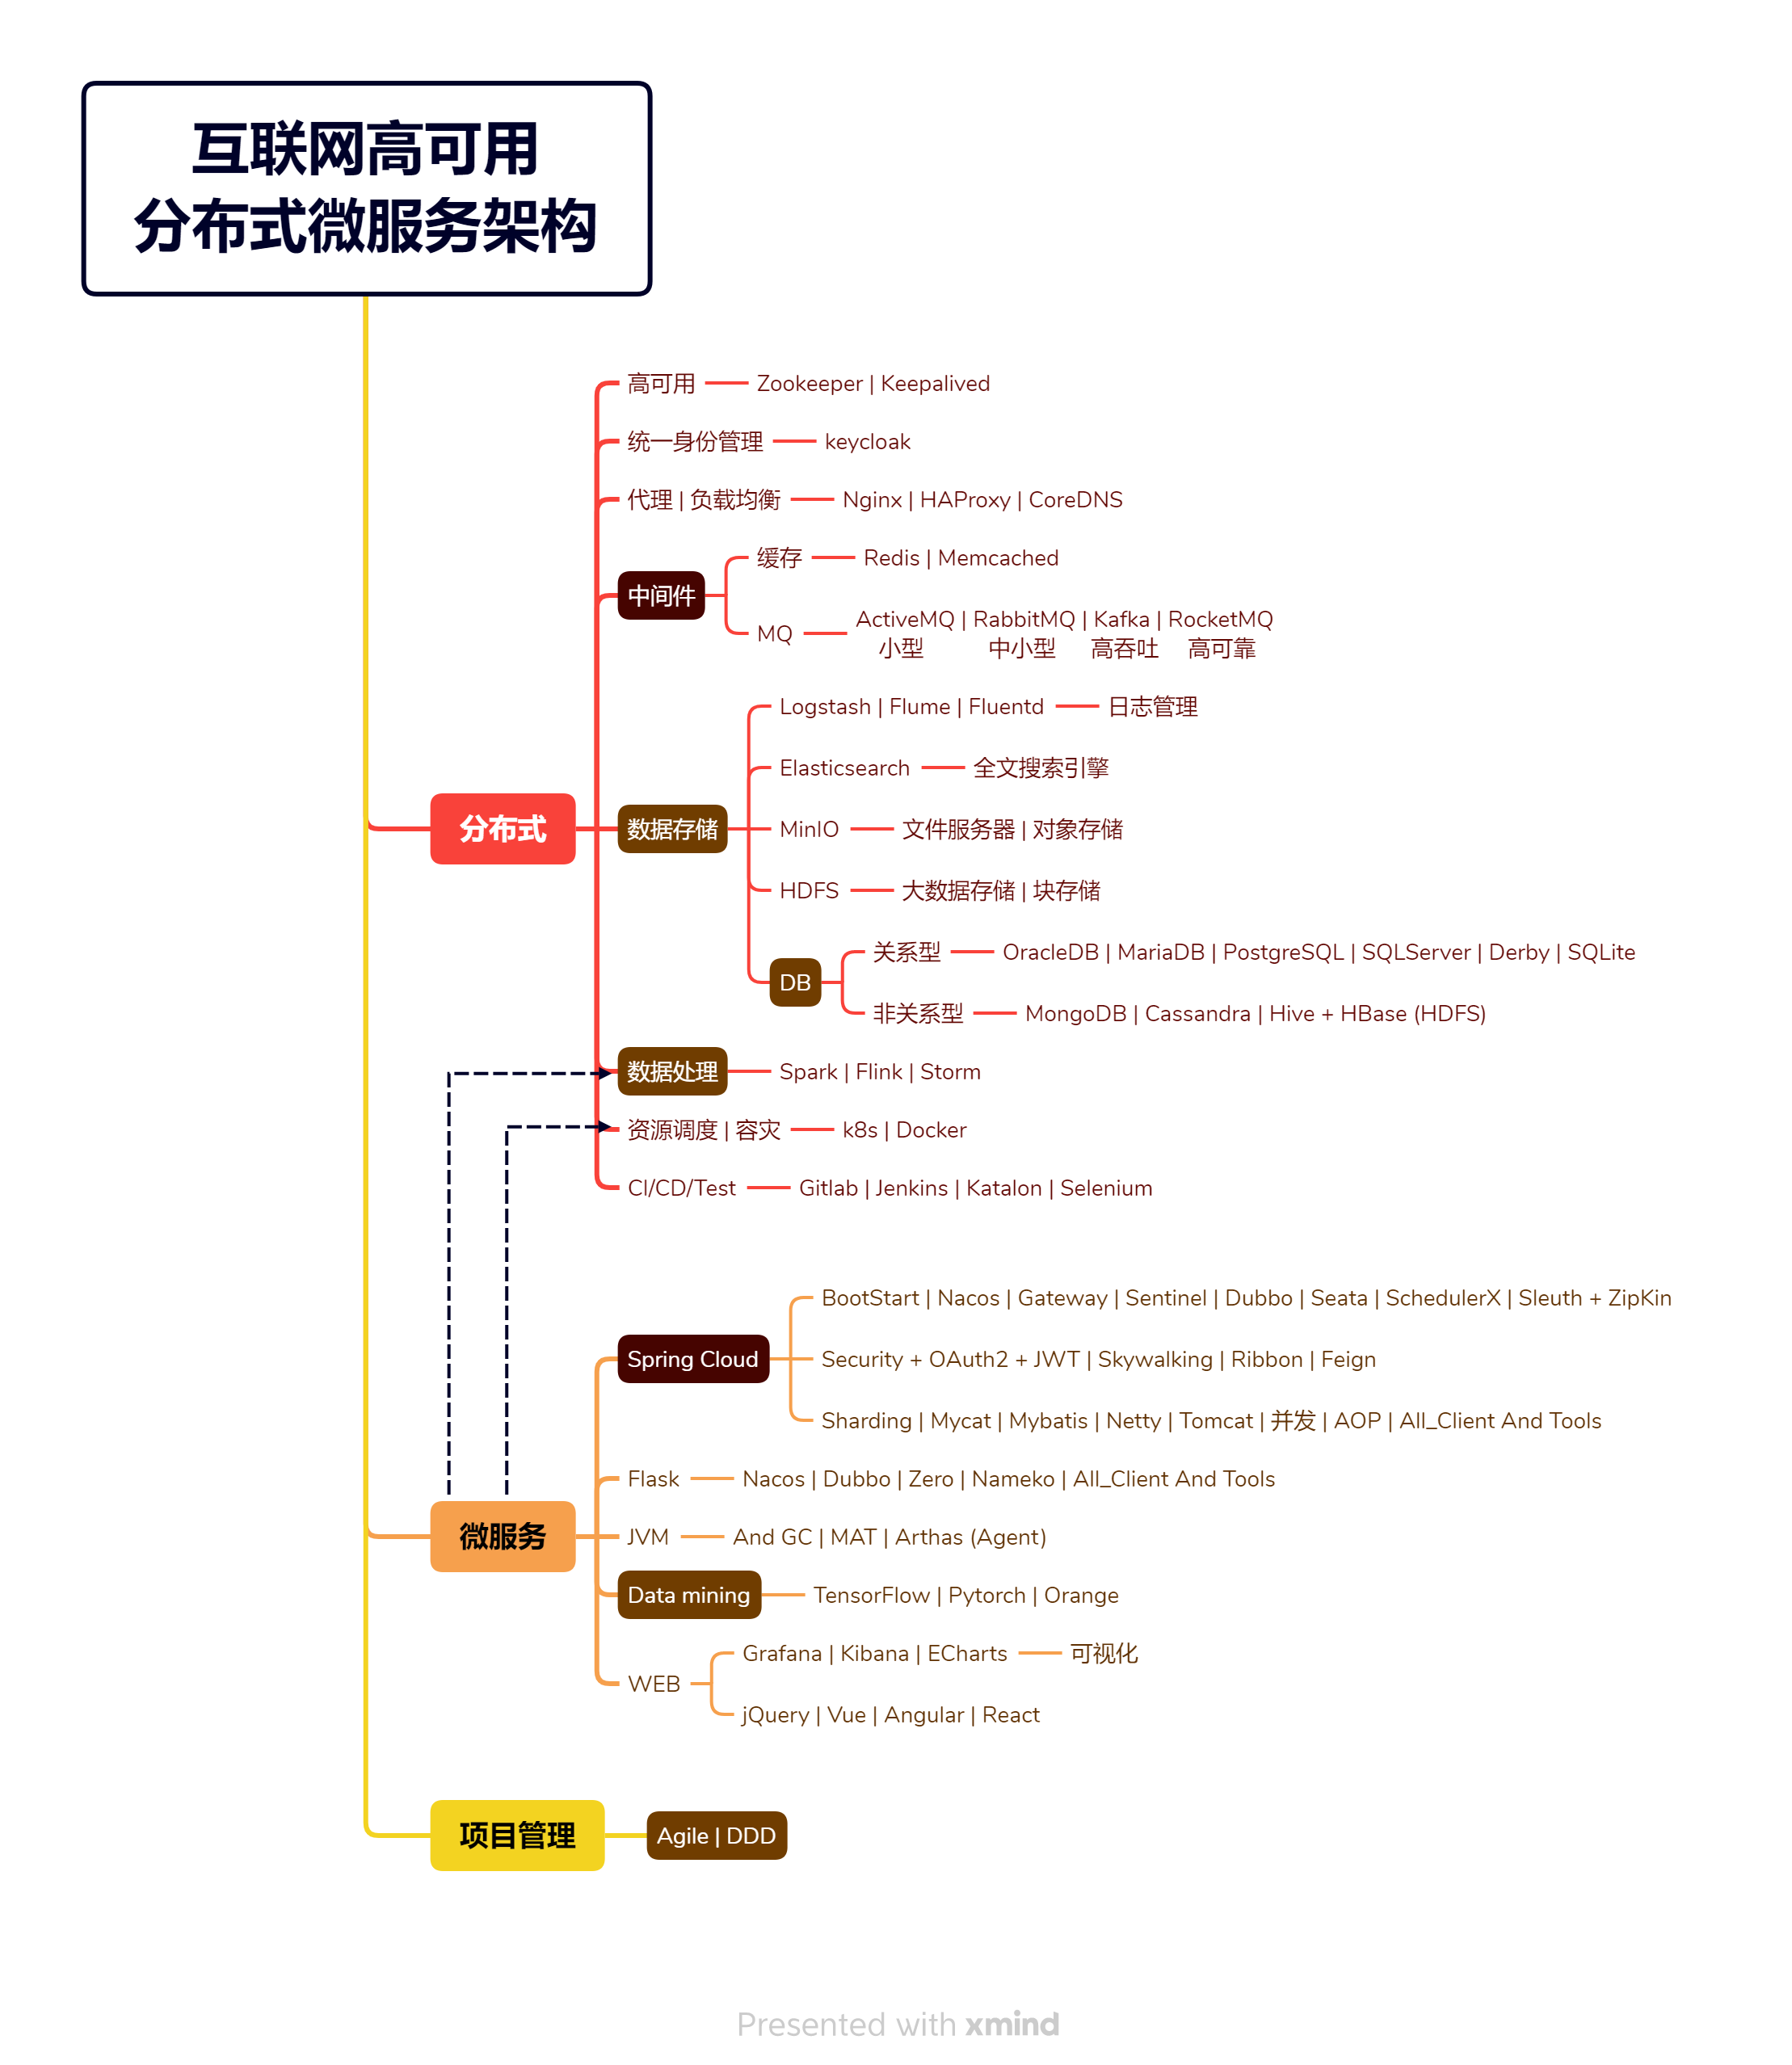 互联网高可用
分布式微服务架构
高可用
Zookeeper | Keepalived
统一身份管理
keycloak
代理 | 负载均衡
Nginx | HAProxy | CoreDNS
中间件
缓存
Redis | Memcached
MQ
ActiveMQ | RabbitMQ | Kafka | RocketMQ
小型 中小型 高吞吐 高可靠
分布式
数据存储
Logstash | Flume | Fluentd
日志管理
Elasticsearch
全文搜索引擎
MinIO
文件服务器 | 对象存储
HDFS
大数据存储 | 块存储
DB
关系型
OracleDB | MariaDB | PostgreSQL | SQLServer | Derby | SQLite
非关系型
MongoDB | Cassandra | Hive + HBase (HDFS)
数据处理
Spark | Flink | Storm
资源调度 | 容灾
k8s | Docker
CI/CD/Test
Gitlab | Jenkins | Katalon | Selenium
微服务
Spring Cloud
BootStart | Nacos | Gateway | Sentinel | Dubbo | Seata | SchedulerX | Sleuth + ZipKin
Security + OAuth2 + JWT | Skywalking | Ribbon | Feign
Sharding | Mycat | Mybatis | Netty | Tomcat | 并发 | AOP | All_Client And Tools
Flask
Nacos | Dubbo | Zero | Nameko | All_Client And Tools
JVM
And GC | MAT | Arthas (Agent)
Data mining
TensorFlow | Pytorch | Orange
WEB
Grafana | Kibana | ECharts
可视化
jQuery | Vue | Angular | React
项目管理
Agile | DDD
Presented with xmind